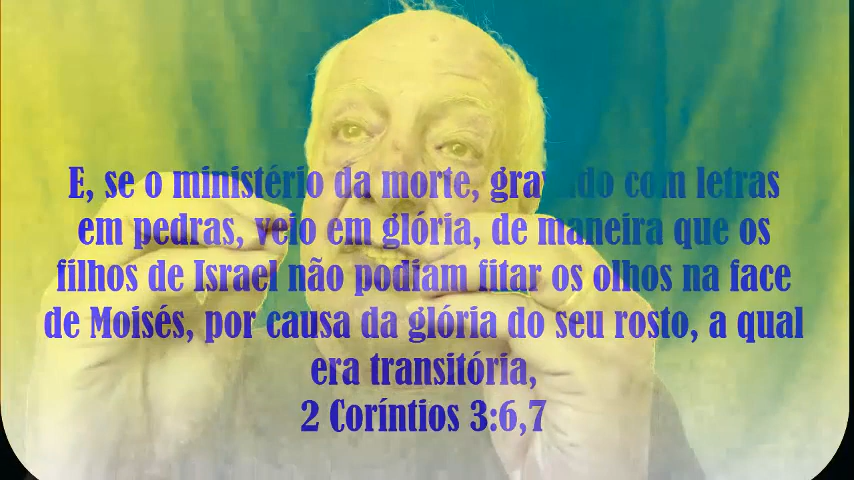 E, se o ministério da morte, gravado com letras
em pedras, veio em glória, de maneira que os
filhos de Israel não podiam fitar os olhos na face
de Moisés, por causa da glória do seu rosto, a qual
era transitória,
2 Coríntios 3:6,7